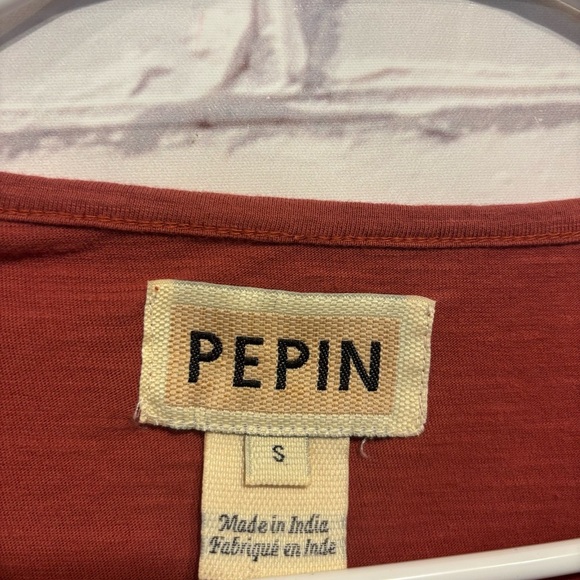 PEPIN
S
Made in India
Fabriqué en Inde